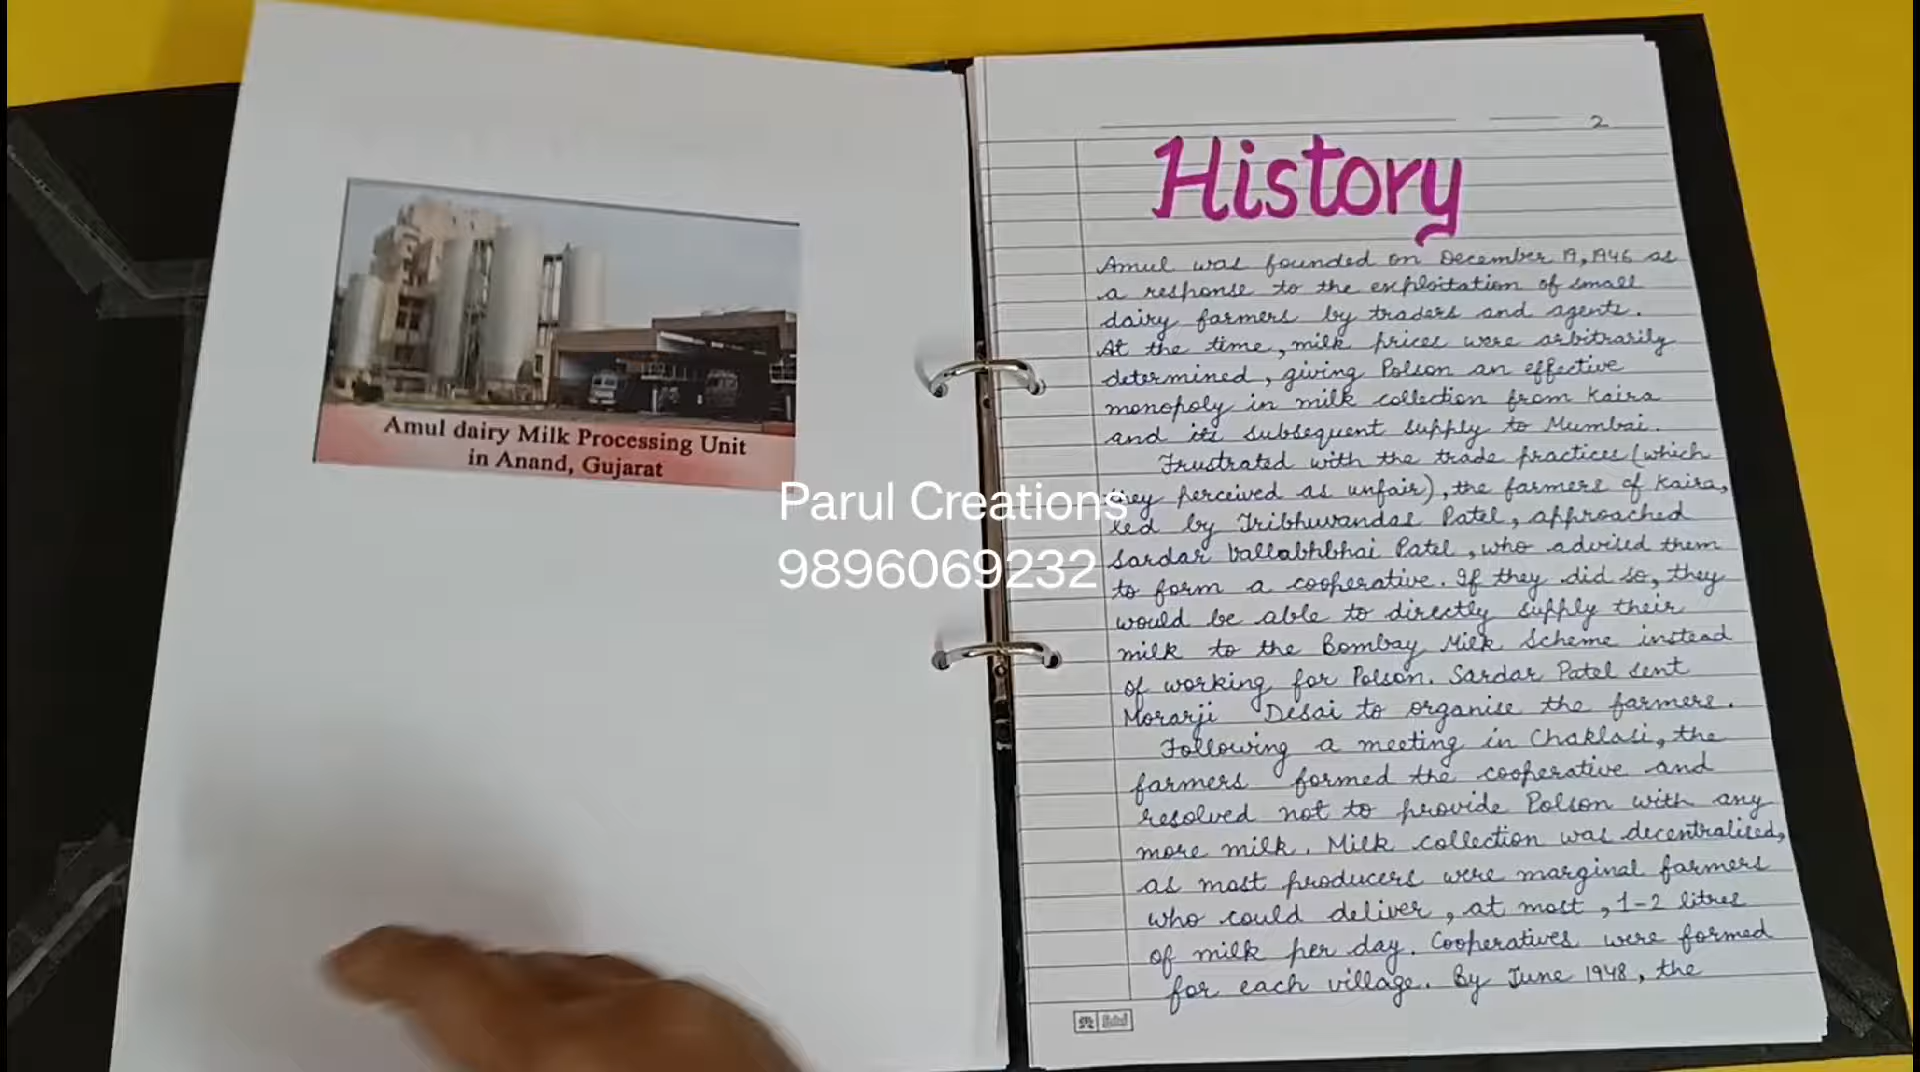 Amul dairy Milk Processing Unit
in Anand, Gujarat
Parul Creations
9896069232
2
History
Amul was founded on December 19, 1946 as
a response to the exploitation of small
dairy farmers by traders and agents.
At the time, milk prices were arbitrarily
determined, giving Polson an effective
monopoly in milk collection from Kaira
and its subsequent supply to Mumbai.
Frustrated with the trade practices (which
they perceived as unfair), the farmers of Kaira,
led by Tribhuvandas Patel, approached
Sardar Vallabhbhai Patel, who advised them
to form a cooperative. If they did so, they
would be able to directly supply their
milk to the Bombay Milk Scheme instead
of working for Polson. Sardar Patel sent
Morarji Desai to organise the farmers.
Following a meeting in Chaklasi, the
farmers formed the cooperative and
resolved not to provide Polson with any
more milk. Milk collection was decentralised,
as most producers were marginal farmers
who could deliver, at most, 1-2 litres
of milk per day. Cooperatives were formed
for each village. By June 1948, the